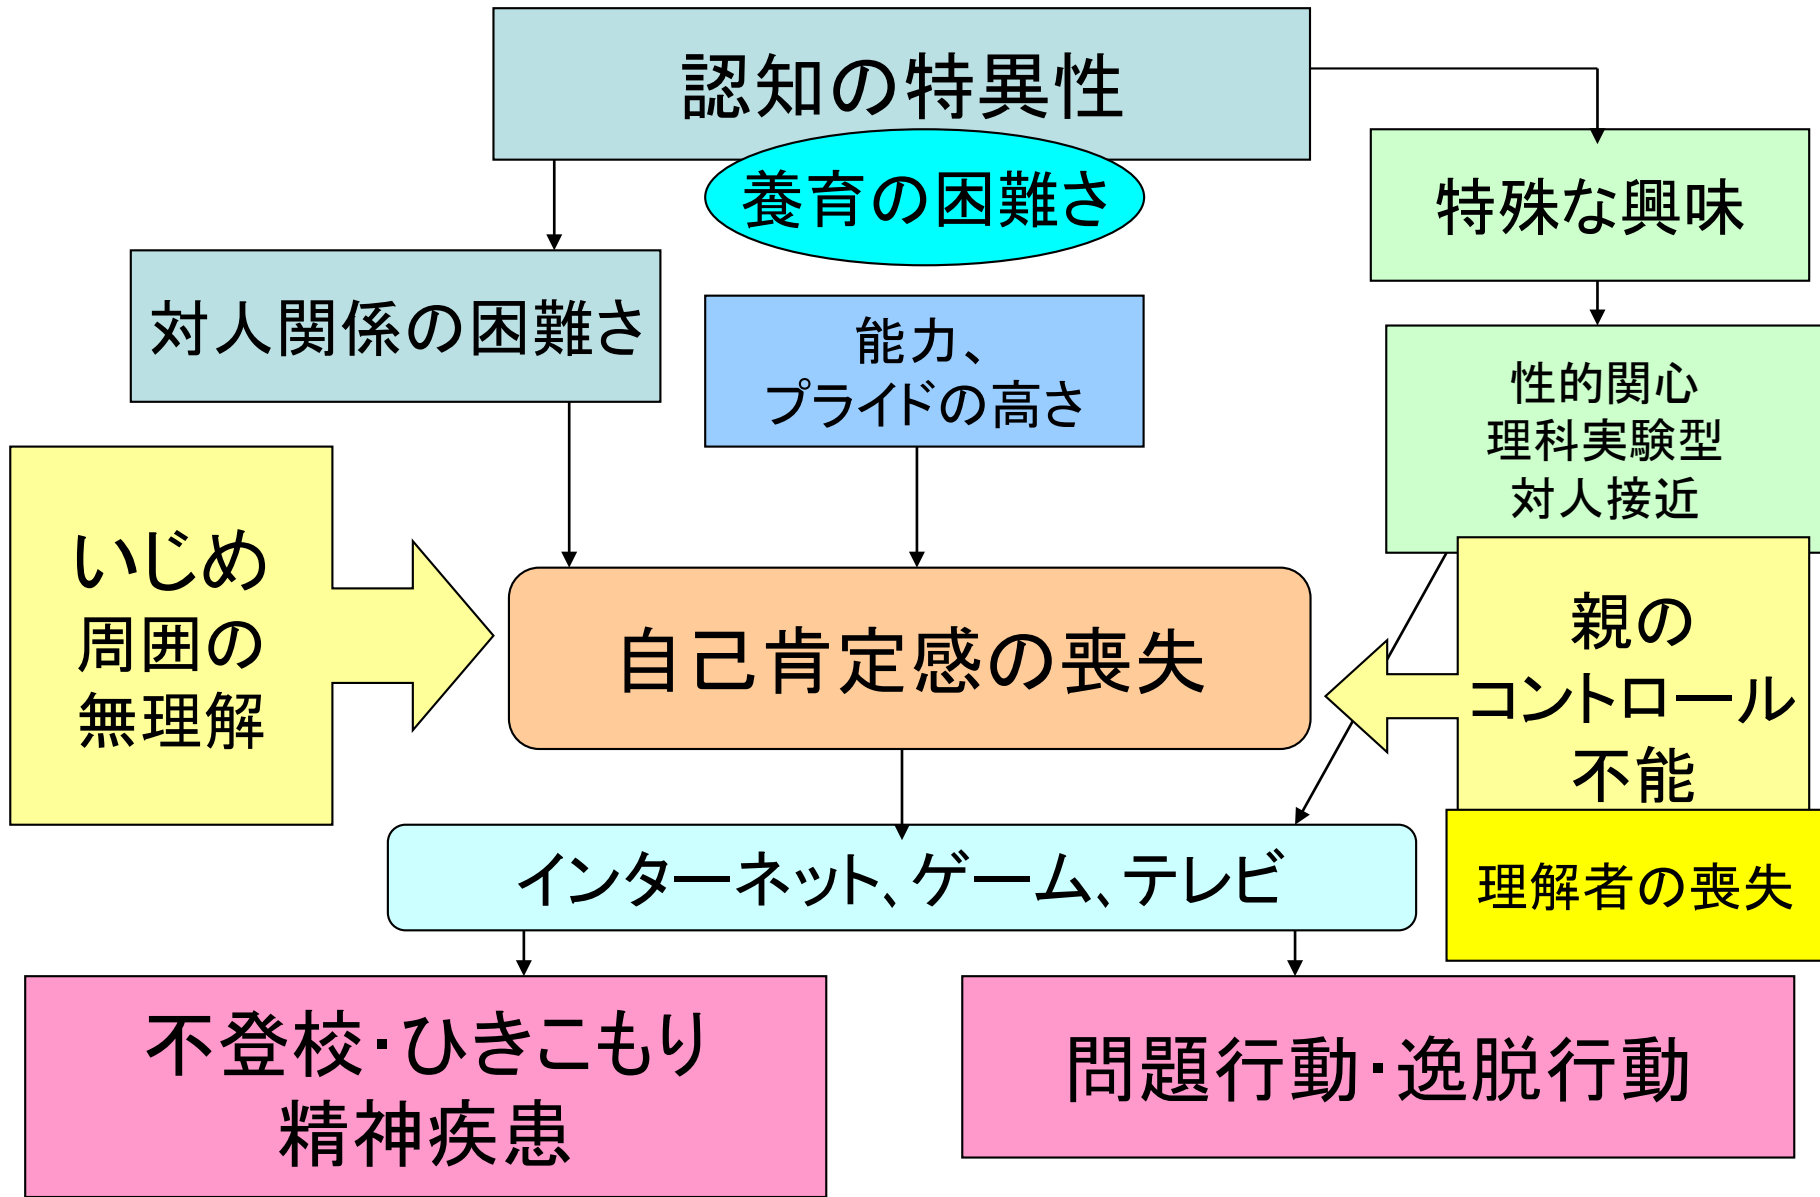 認知の特異性
養育の困難さ
特殊な興味
対人関係の困難さ
能力、
プライドの高さ
性的関心
理科実験型
対人接近
いじめ
周囲の
無理解
自己肯定感の喪失
親の
コントロール
不能
インターネット、ゲーム、テレビ
理解者の喪失
不登校・ひきこもり
精神疾患
問題行動・逸脱行動